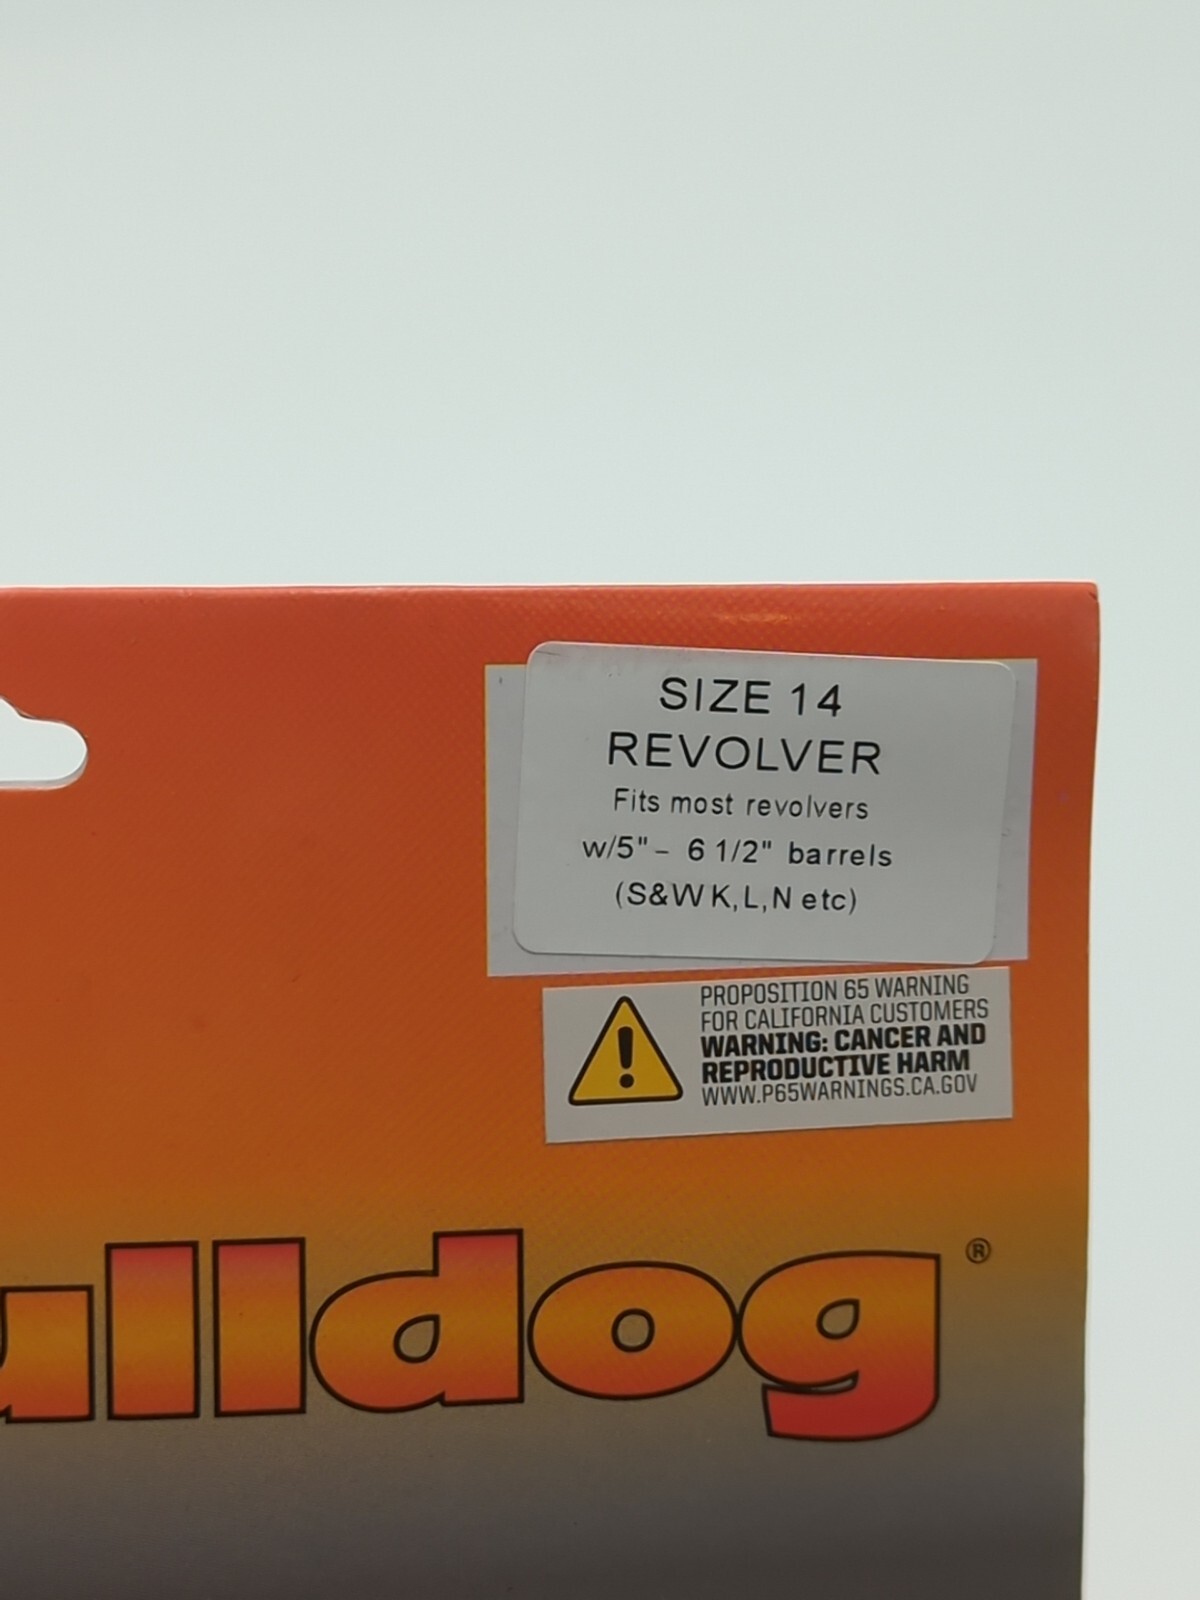 SIZE 14
REVOLVER
Fits most revolvers
w/5" - 6 1/2" barrels
(S&W K, L, N etc)
PROPOSITION 65 WARNING
FOR CALIFORNIA CUSTOMERS
WARNING: CANCER AND
REPRODUCTIVE HARM
WWW.P65WARNINGS.CA.GOV
ulldog®